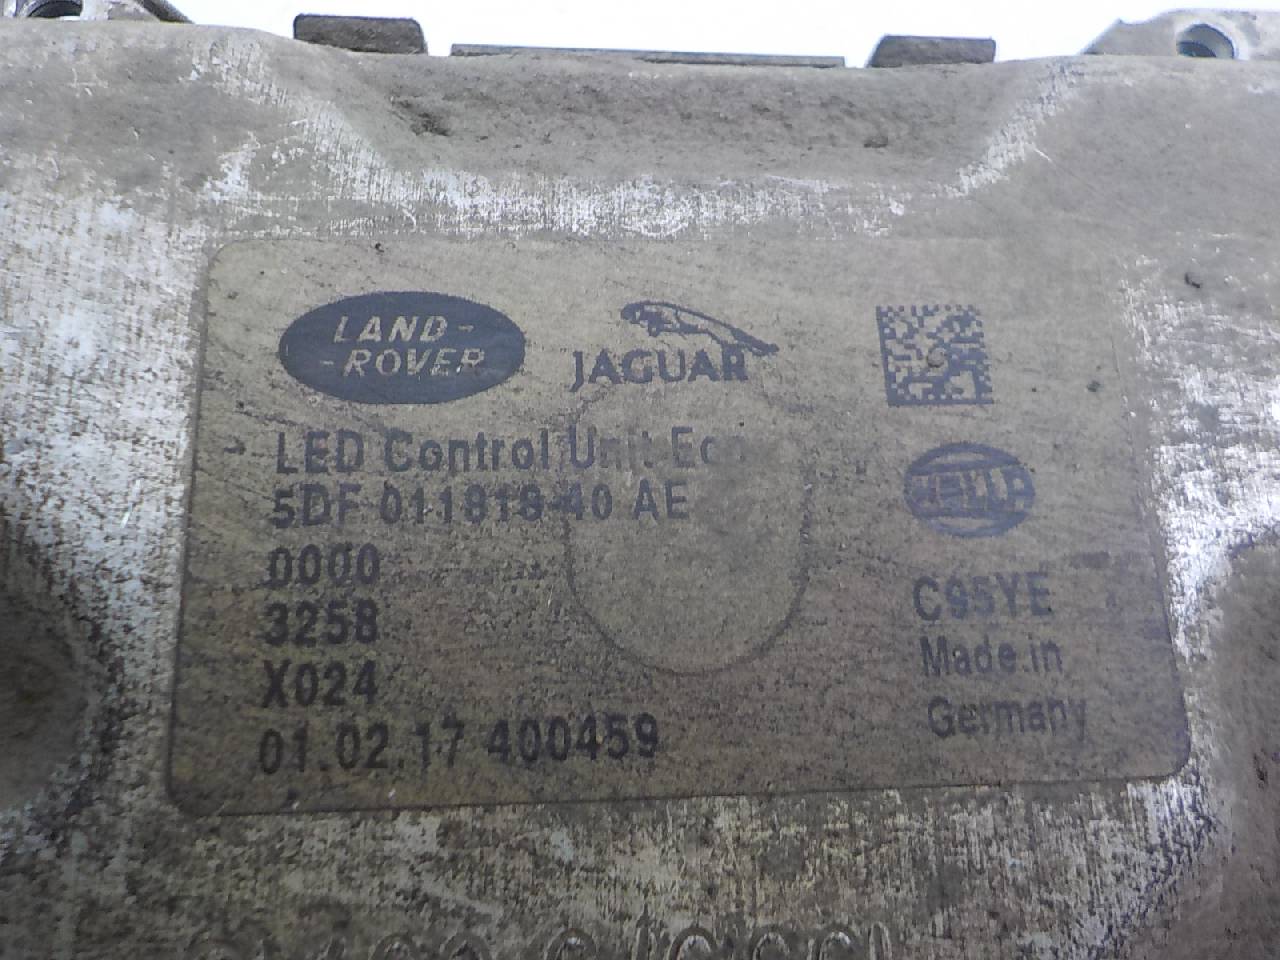 LAND-
-ROVER
JAGUAR
LED Control Unit
5DF 011818-40 AE
HELLA
0000
3258
X024
C95YE
Made in
Germany
01.02.17 400459